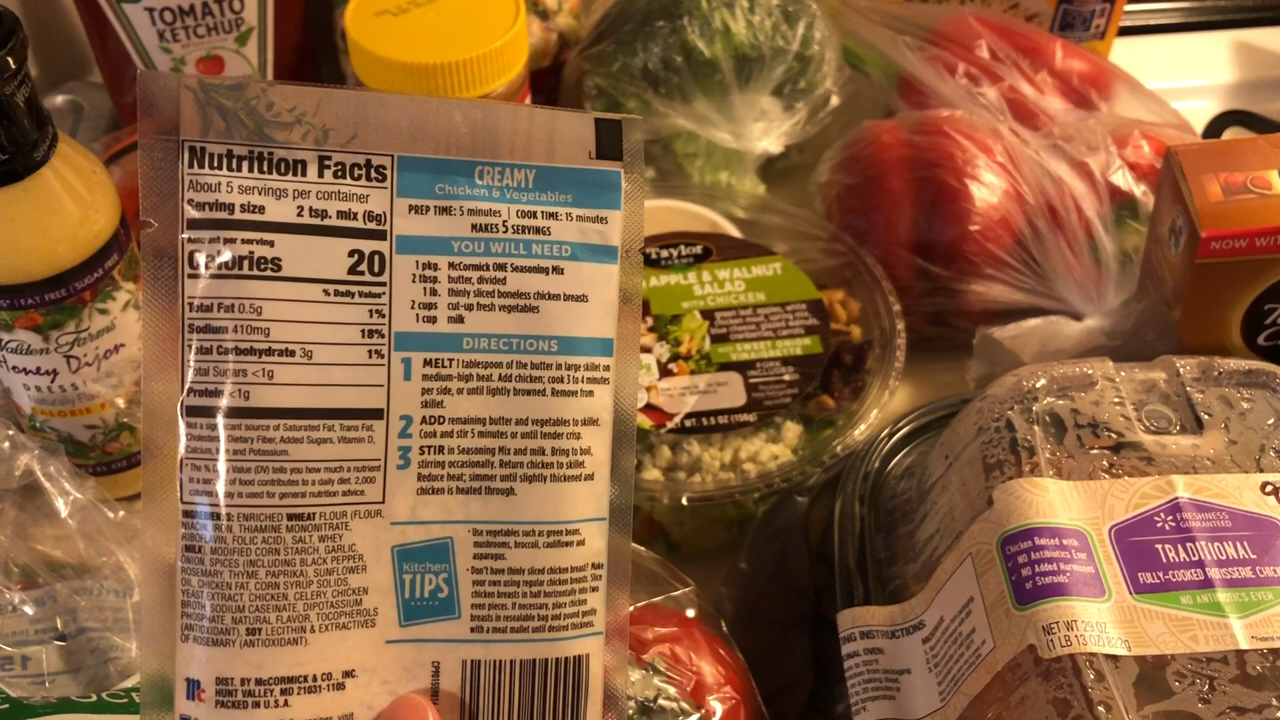 TOMATO
KETCHUP
Nutrition Facts
About 5 servings per container
Serving size 2 tsp. mix (6g)
Amount per serving
Calories 20
% Daily Value*
Total Fat 0.5g 1%
Sodium 410mg 18%
Total Carbohydrate 3g 1%
Total Sugars <1g
Protein <1g
Not a significant source of Saturated Fat, Trans Fat,
Cholesterol, Dietary Fiber, Added Sugars, Vitamin D,
Calcium, Iron and Potassium.
* The % Daily Value (DV) tells you how much a nutrient
in a serving of food contributes to a daily diet. 2,000
calories a day is used for general nutrition advice.
INGREDIENTS: ENRICHED WHEAT FLOUR (FLOUR,
NIACIN, IRON, THIAMINE MONONITRATE,
RIBOFLAVIN, FOLIC ACID), SALT, WHEY
(MILK), MODIFIED CORN STARCH, GARLIC,
ONION, SPICES (INCLUDING BLACK PEPPER,
ROSEMARY, THYME, PAPRIKA), SUNFLOWER
OIL, CHICKEN FAT, CORN SYRUP SOLIDS,
YEAST EXTRACT, CHICKEN, CELERY, CHICKEN
BROTH, SODIUM CASEINATE, DIPOTASSIUM
PHOSPHATE, NATURAL FLAVOR, TOCOPHEROLS
(ANTIOXIDANT), SOY LECITHIN & EXTRACTIVES
OF ROSEMARY (ANTIOXIDANT).
Mc
DIST. BY McCORMICK & CO., INC.
HUNT VALLEY, MD 21031-1105
PACKED IN U.S.A.
visit
CREAMY
Chicken & Vegetables
PREP TIME: 5 minutes | COOK TIME: 15 minutes
MAKES 5 SERVINGS
YOU WILL NEED
1 pkg. McCormick ONE Seasoning Mix
2 tbsp. butter, divided
1 lb. thinly sliced boneless chicken breasts
2 cups cut-up fresh vegetables
1 cup milk
DIRECTIONS
1 MELT 1 tablespoon of the butter in large skillet on
medium-high heat. Add chicken; cook 3 to 4 minutes
per side, or until lightly browned. Remove from
skillet.
2 ADD remaining butter and vegetables to skillet.
Cook and stir 5 minutes or until tender crisp.
3 STIR in Seasoning Mix and milk. Bring to boil,
stirring occasionally. Return chicken to skillet.
Reduce heat; simmer until slightly thickened and
chicken is heated through.
Kitchen
TIPS
• Use vegetables such as green beans,
mushrooms, broccoli, cauliflower and
asparagus.
• Don't have thinly sliced chicken breast? Make
your own using regular chicken breasts. Slice
chicken breasts in half horizontally into two
even pieces. If necessary, place chicken
breasts in resealable bag and pound gently
with a meat mallet until desired thickness.
FAT FREE | SUGAR FREE
Walden Farms
Honey Dijon
DRESSI
CALORIE F
15
Taylor
FARMS
APPLE & WALNUT
SALAD
WITH CHICKEN
SWEET ONION
VINAIGRETTE
NOW WIT
FRESHNESS
GUARANTEED
TRADITIONAL
FULLY-COOKED ROTISSERIE CHICK
NO ANTIBIOTICS EVER
Chicken Raised with
✓ NO Antibiotics Ever
✓ NO Added Hormones
or Steroids*
NET WT 29 OZ
(1 LB 13 OZ) 822g
*Federal
ING INSTRUCTIONS: